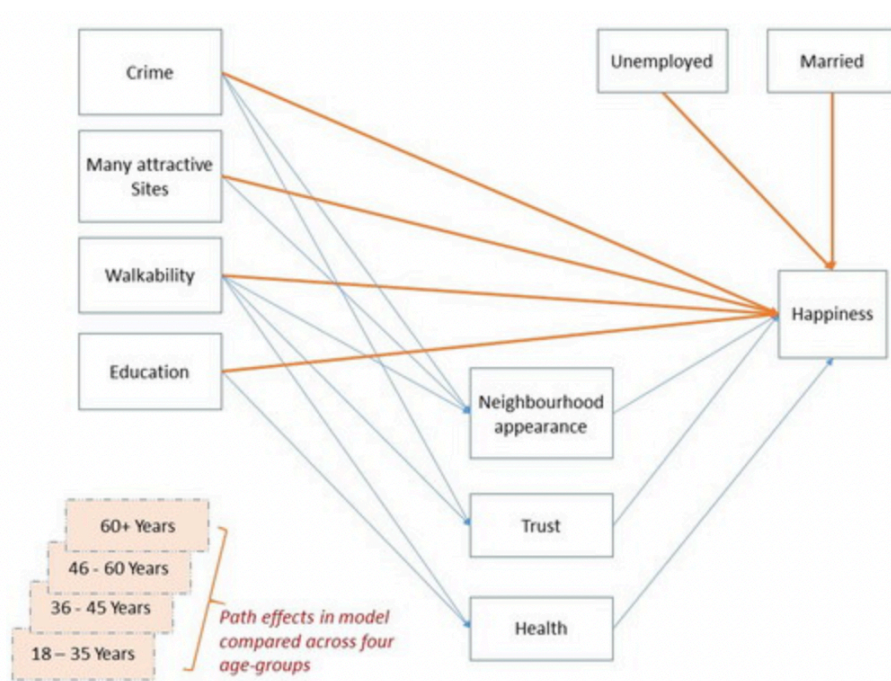 Crime
Unemployed
Married
Many attractive
Sites
Walkability
Happiness
Education
Neighbourhood
appearance
Trust
Health
60+ Years
46 - 60 Years
36 - 45 Years
18 – 35 Years
Path effects in model
compared across four
age-groups